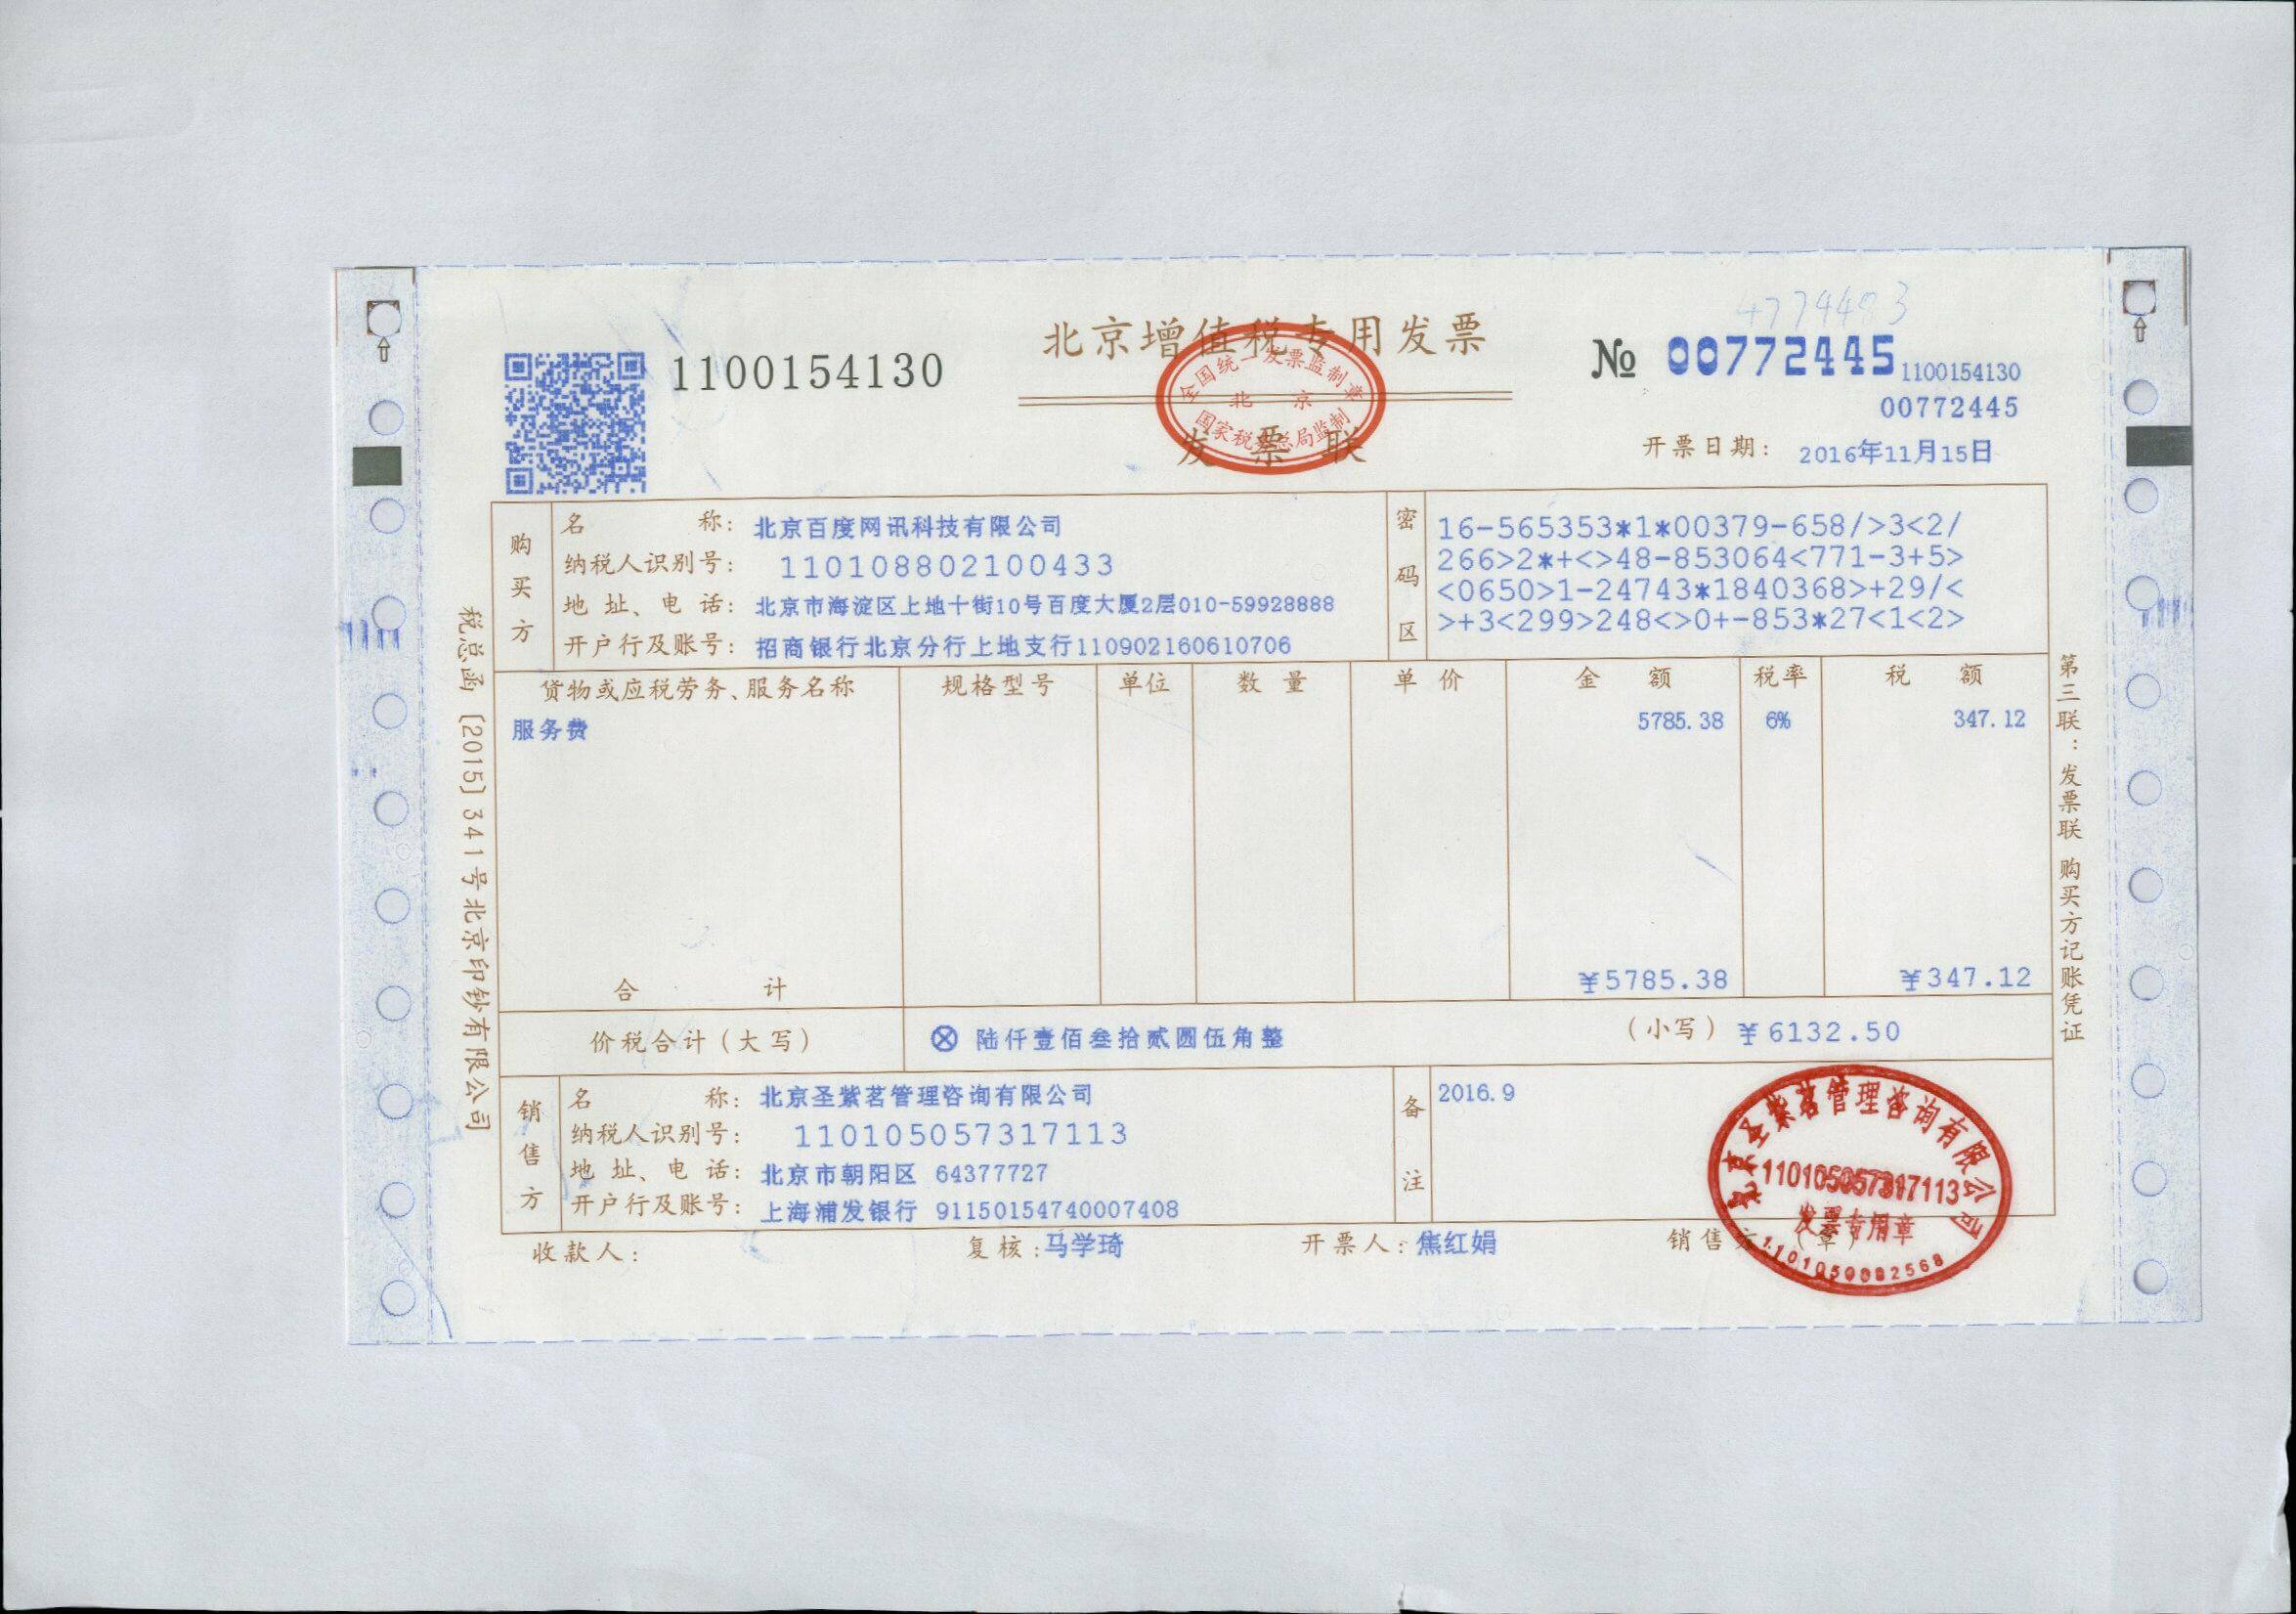 4774493
1100154130
北京增值税专用发票
№ 00772445
1100154130
00772445
全国统一发票监制章
北京
国家税务总局监制
发票联
开票日期: 2016年11月15日
购买方
名称: 北京百度网讯科技有限公司
纳税人识别号: 110108802100433
地址、电话: 北京市海淀区上地十街10号百度大厦2层010-59928888
开户行及账号: 招商银行北京分行上地支行110902160610706
密码区
16-565353*1*00379-658/>3<2/
266>2*+<>48-853064<771-3+5>
<0650>1-24743*1840368>+29/<
>+3<299>248<>0+-853*27<1<2>
货物或应税劳务、服务名称 规格型号 单位 数量 单价 金额 税率 税额
服务费 5785.38 6% 347.12
合计 ¥5785.38 ¥347.12
价税合计(大写) ⊗ 陆仟壹佰叁拾贰圆伍角整 (小写) ¥6132.50
销售方
名称: 北京圣紫茗管理咨询有限公司
纳税人识别号: 110105057317113
地址、电话: 北京市朝阳区 64377727
开户行及账号: 上海浦发银行 91150154740007408
备注
2016.9
收款人: 复核: 马学琦 开票人: 焦红娟 销售方:(章)
北京圣紫茗管理咨询有限公司
110105057317113
发票专用章
税总函〔2015〕341号北京印钞有限公司
第三联:发票联 购买方记账凭证